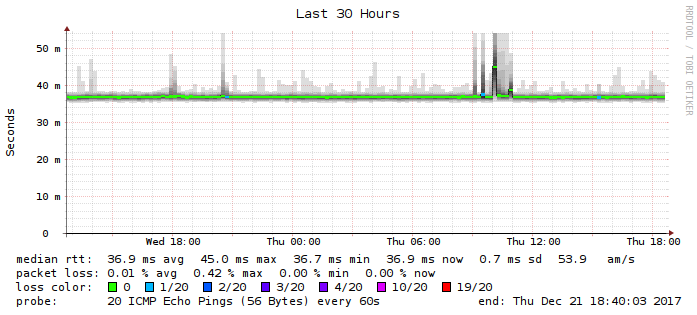 Last 30 Hours
RRDTOOL / TOBI OETIKER
Seconds
50 m
40 m
30 m
20 m
10 m
0
Wed 18:00 Thu 00:00 Thu 06:00 Thu 12:00 Thu 18:00
median rtt: 36.9 ms avg 45.0 ms max 36.7 ms min 36.9 ms now 0.7 ms sd 53.9 am/s
packet loss: 0.01 % avg 0.42 % max 0.00 % min 0.00 % now
loss color: 0 1/20 2/20 3/20 4/20 10/20 19/20
probe: 20 ICMP Echo Pings (56 Bytes) every 60s end: Thu Dec 21 18:40:03 2017